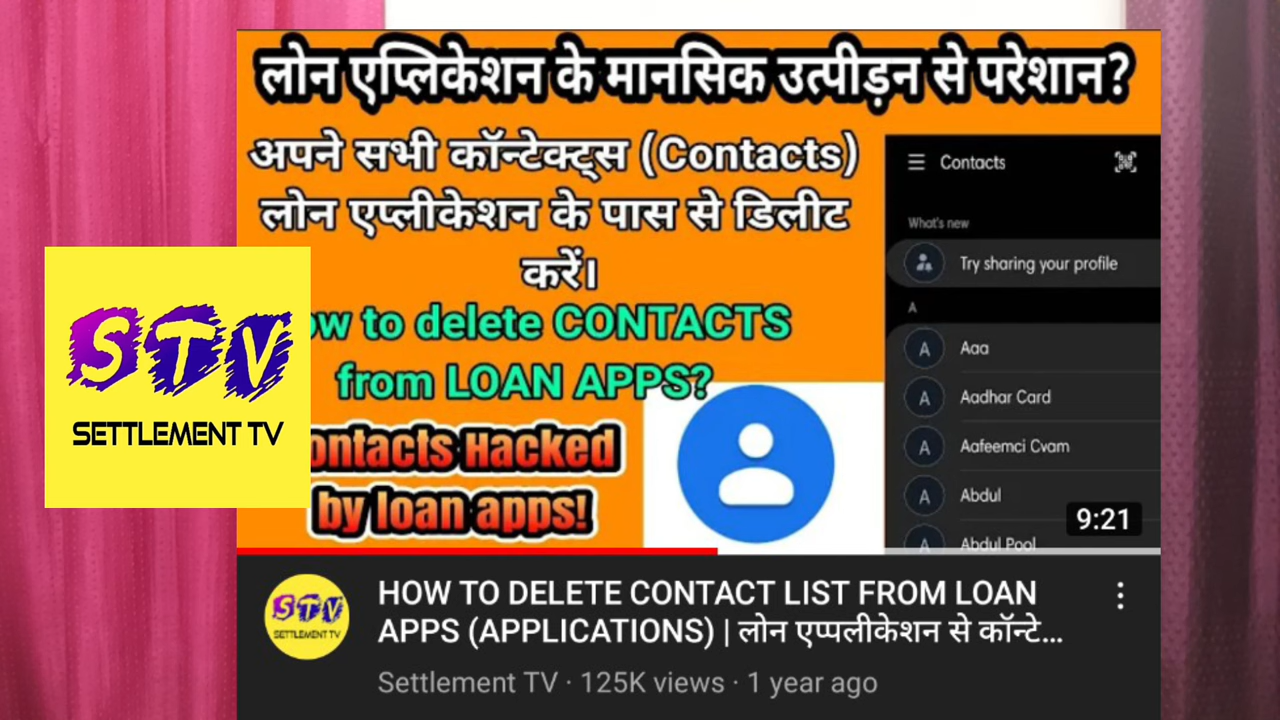 लोन एप्लिकेशन के मानसिक उत्पीड़न से परेशान?
अपने सभी कॉन्टेक्ट्स (Contacts)
लोन एप्लीकेशन के पास से डिलीट
करें।
ow to delete CONTACTS
from LOAN APPS?
ontacts Hacked
by loan apps!
Contacts
What's new
Try sharing your profile
A
A Aaa
A Aadhar Card
A Aafeemci Cvam
A Abdul
A Abdul Pool
9:21
STV
SETTLEMENT TV
STV
SETTLEMENT TV
HOW TO DELETE CONTACT LIST FROM LOAN
APPS (APPLICATIONS) | लोन एप्पलीकेशन से कॉन्टे...
Settlement TV · 125K views · 1 year ago